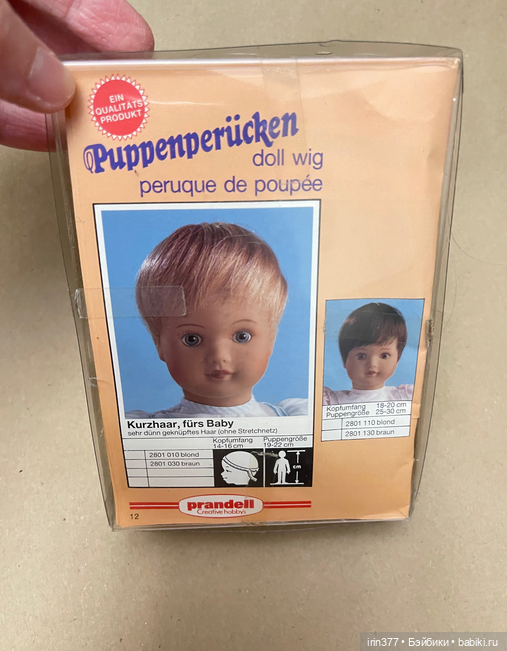 EIN
QUALITÄTS
PRODUKT
Puppenperücken
doll wig
peruque de poupée
Kurzhaar, fürs Baby
sehr dünn geknüpftes Haar (ohne Stretchnetz)
Kopfumfang Puppengröße
14-16 cm 19-22 cm
2801 010 blond
2801 030 braun
cm
Kopfumfang 18-20 cm
Puppengröße 25-30 cm
2801 110 blond
2801 130 braun
prandell
Creative hobbys
12
irin377 • Бэйбики • babiki.ru